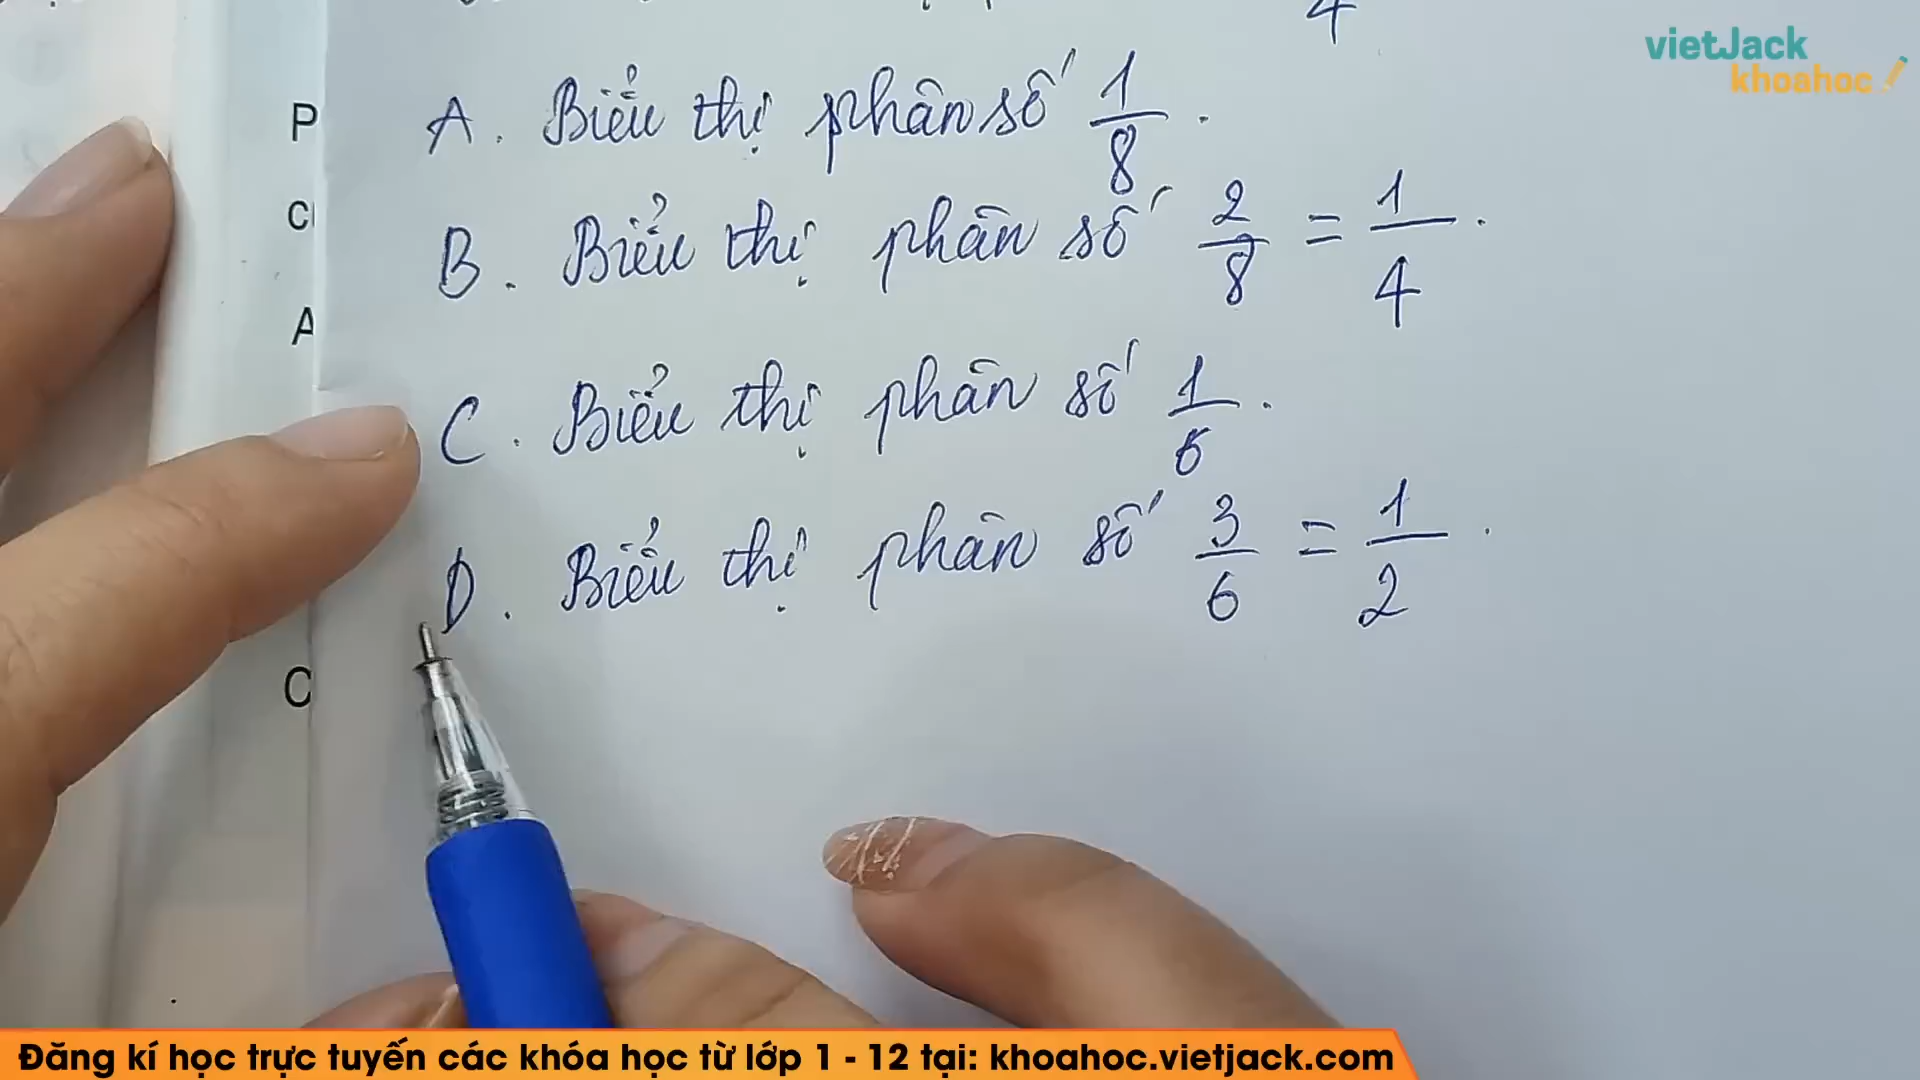 4
vietJack
khoahoc
A. Biểu thị phân số 1/8.
B. Biểu thị phân số 2/8 = 1/4.
C. Biểu thị phân số 1/6.
D. Biểu thị phân số 3/6 = 1/2.
P
A
C
Đăng kí học trực tuyến các khóa học từ lớp 1 - 12 tại: khoahoc.vietjack.com